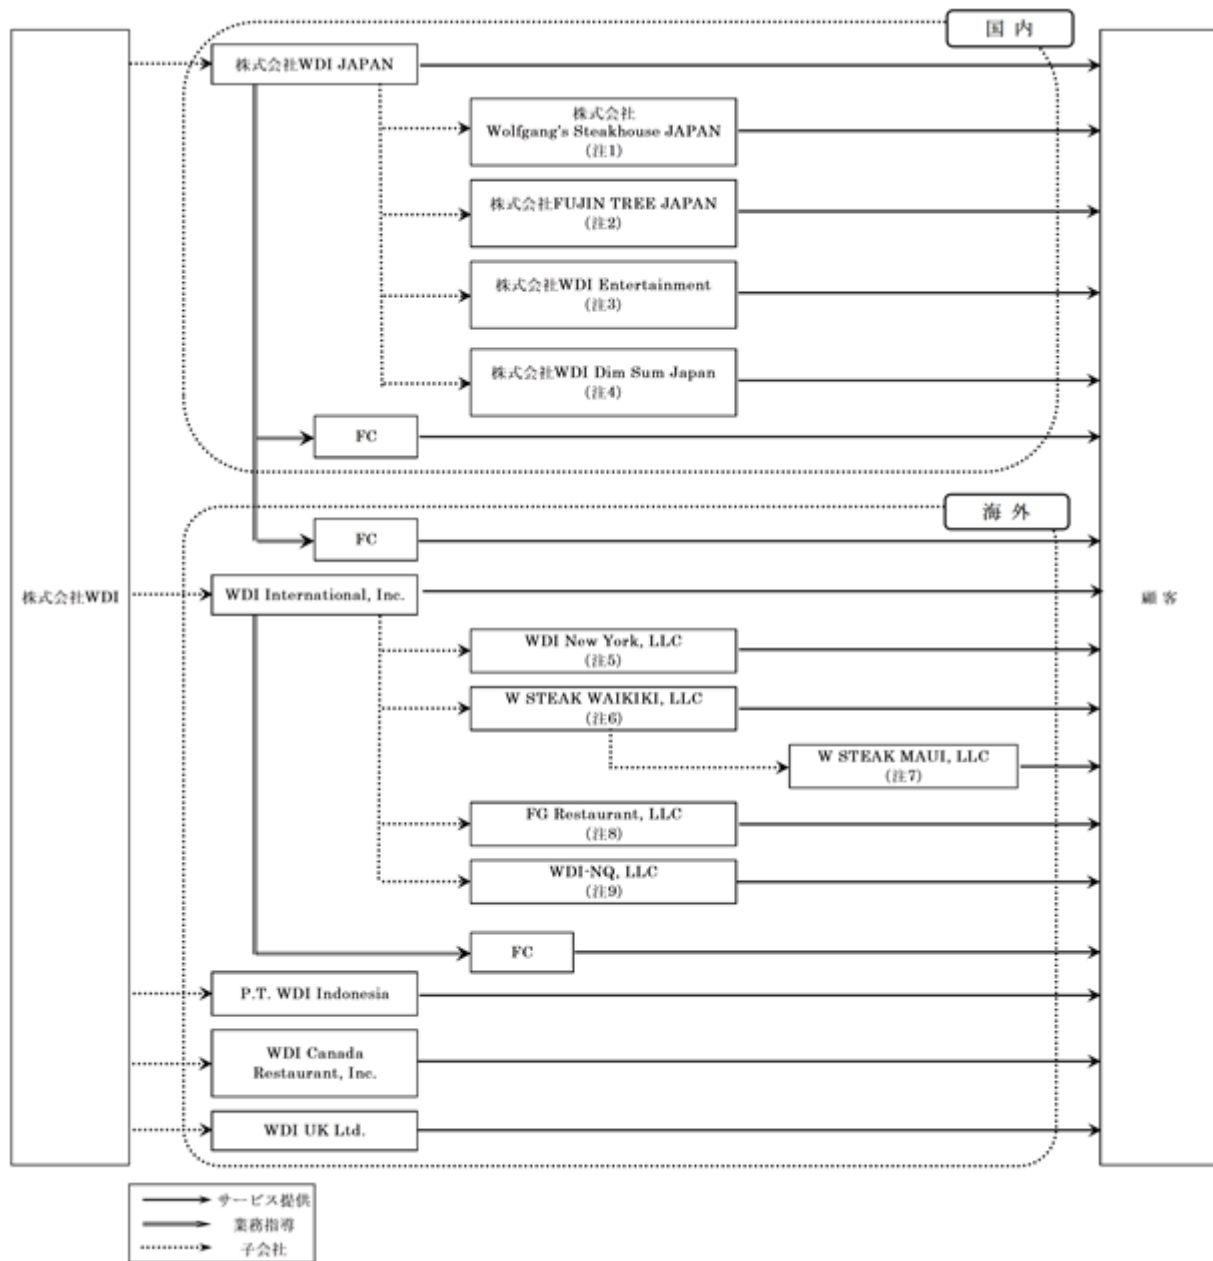 国内
株式会社WDI JAPAN
株式会社
Wolfgang's Steakhouse JAPAN
(注1)
株式会社FUJIN TREE JAPAN
(注2)
株式会社WDI Entertainment
(注3)
株式会社WDI Dim Sum Japan
(注4)
FC
海外
FC
株式会社WDI
WDI International, Inc.
顧客
WDI New York, LLC
(注5)
W STEAK WAIKIKI, LLC
(注6)
W STEAK MAUI, LLC
(注7)
FG Restaurant, LLC
(注8)
WDI-NQ, LLC
(注9)
FC
P.T. WDI Indonesia
WDI Canada
Restaurant, Inc.
WDI UK Ltd.
サービス提供
業務指導
子会社